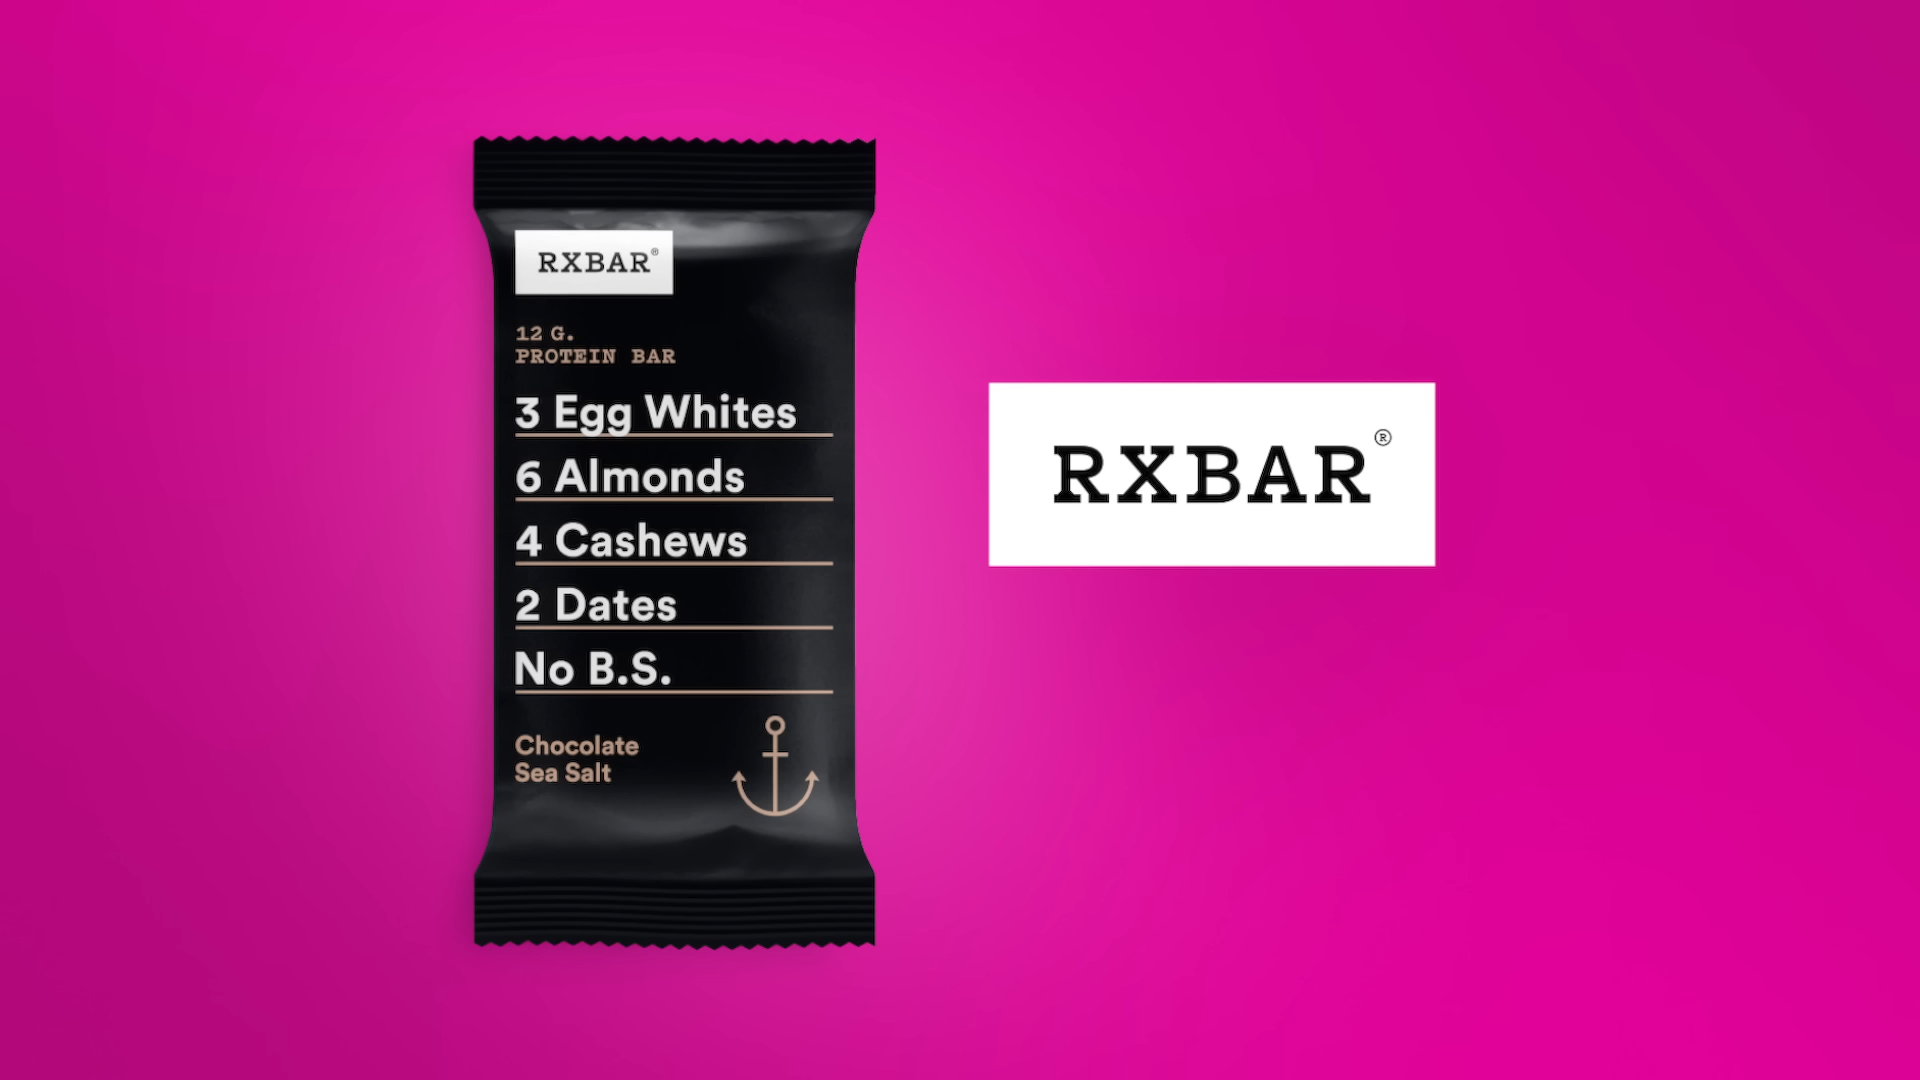 RXBAR®
12 G.
PROTEIN BAR
3 Egg Whites
6 Almonds
4 Cashews
2 Dates
No B.S.
Chocolate
Sea Salt
RXBAR®